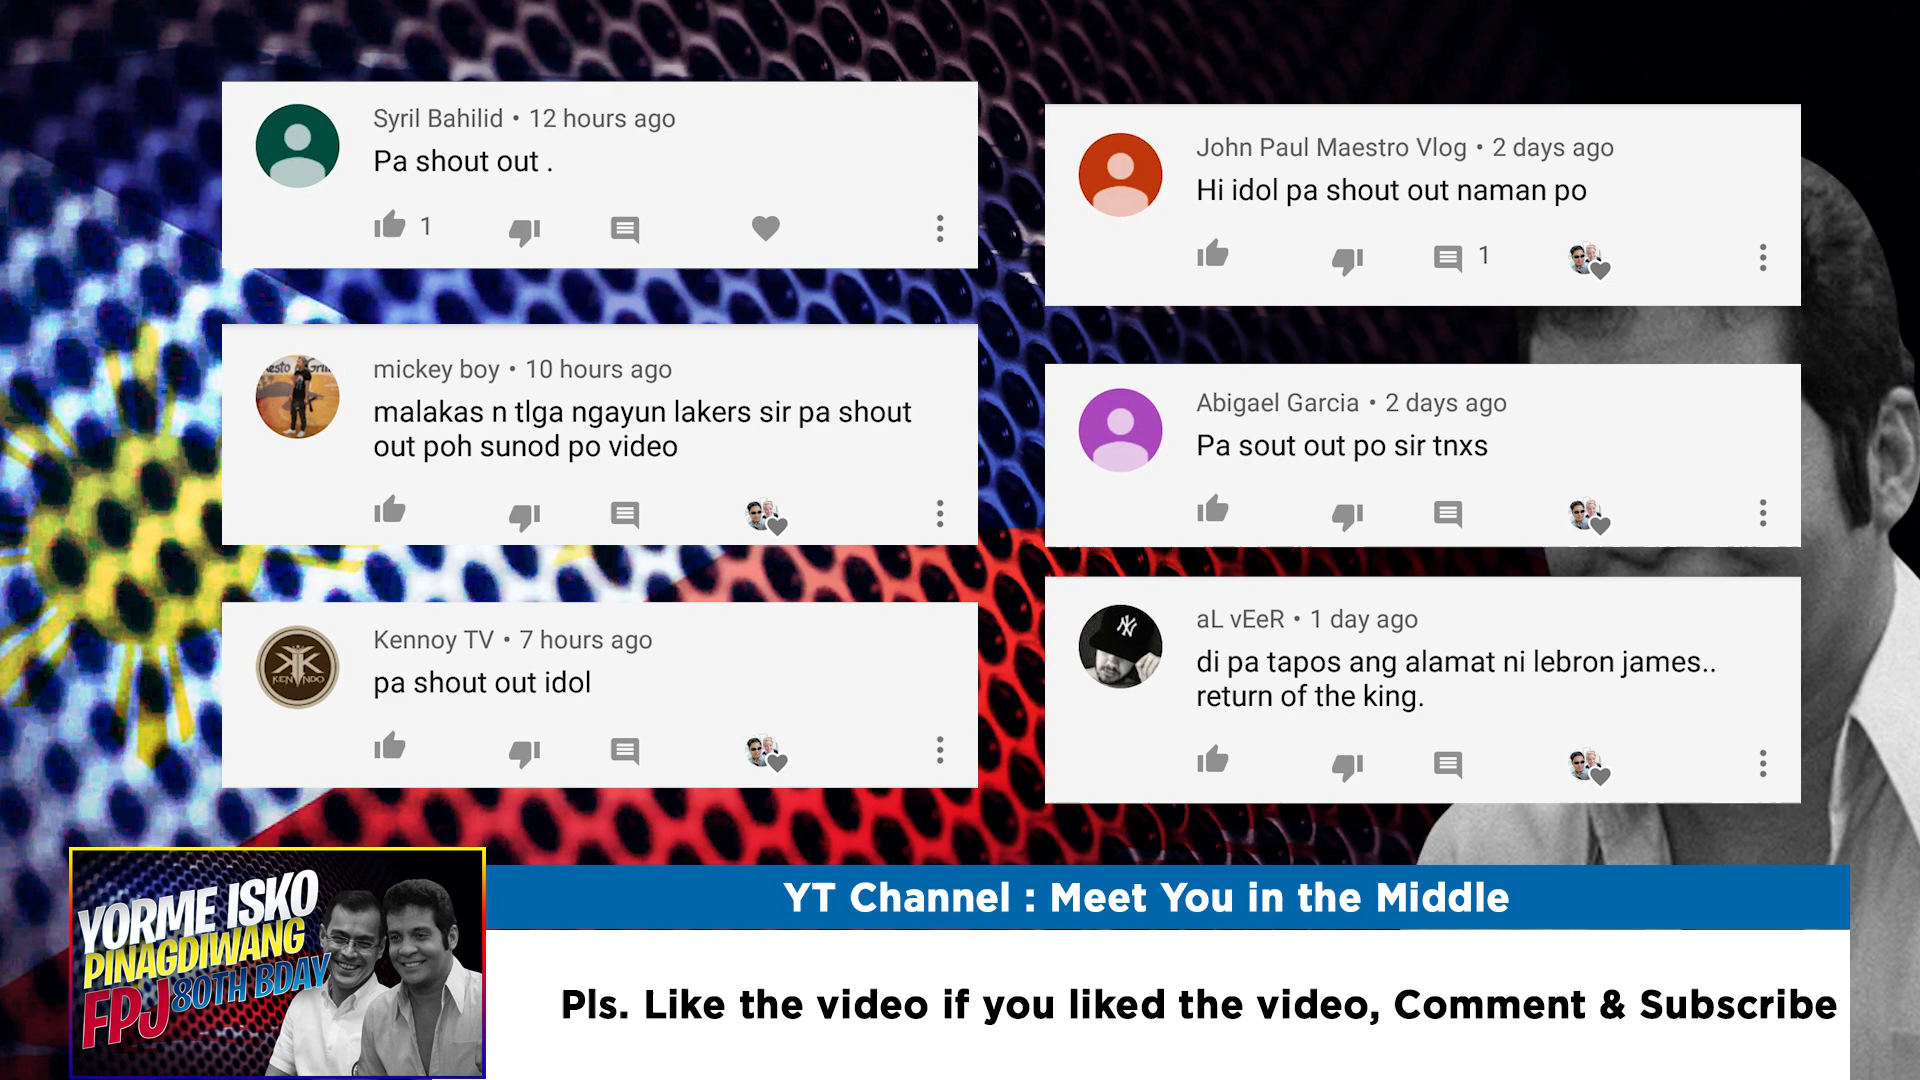 Syril Bahilid • 12 hours ago
Pa shout out .
1
mickey boy • 10 hours ago
malakas n tlga ngayun lakers sir pa shout
out poh sunod po video
Kennoy TV • 7 hours ago
pa shout out idol
KENNDO
John Paul Maestro Vlog • 2 days ago
Hi idol pa shout out naman po
1
Abigael Garcia • 2 days ago
Pa sout out po sir tnxs
aL vEeR • 1 day ago
di pa tapos ang alamat ni lebron james..
return of the king.
NY
YORME ISKO
PINAGDIWANG
FPJ 80TH BDAY
YT Channel : Meet You in the Middle
Pls. Like the video if you liked the video, Comment & Subscribe